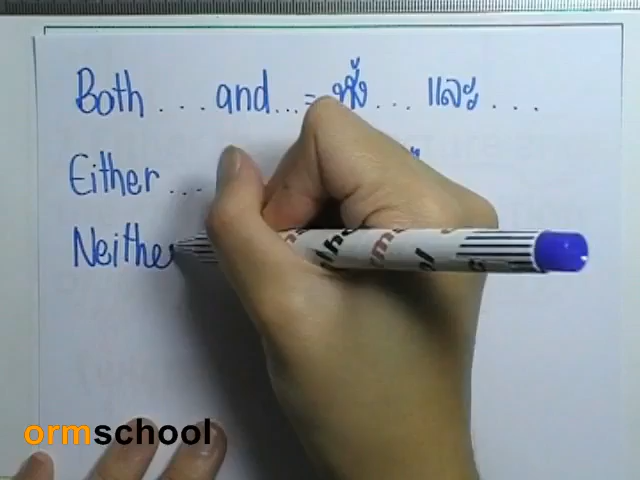 Both ... and ... = ทั้ง ... และ ...
Either ...
Neithe
ormschool